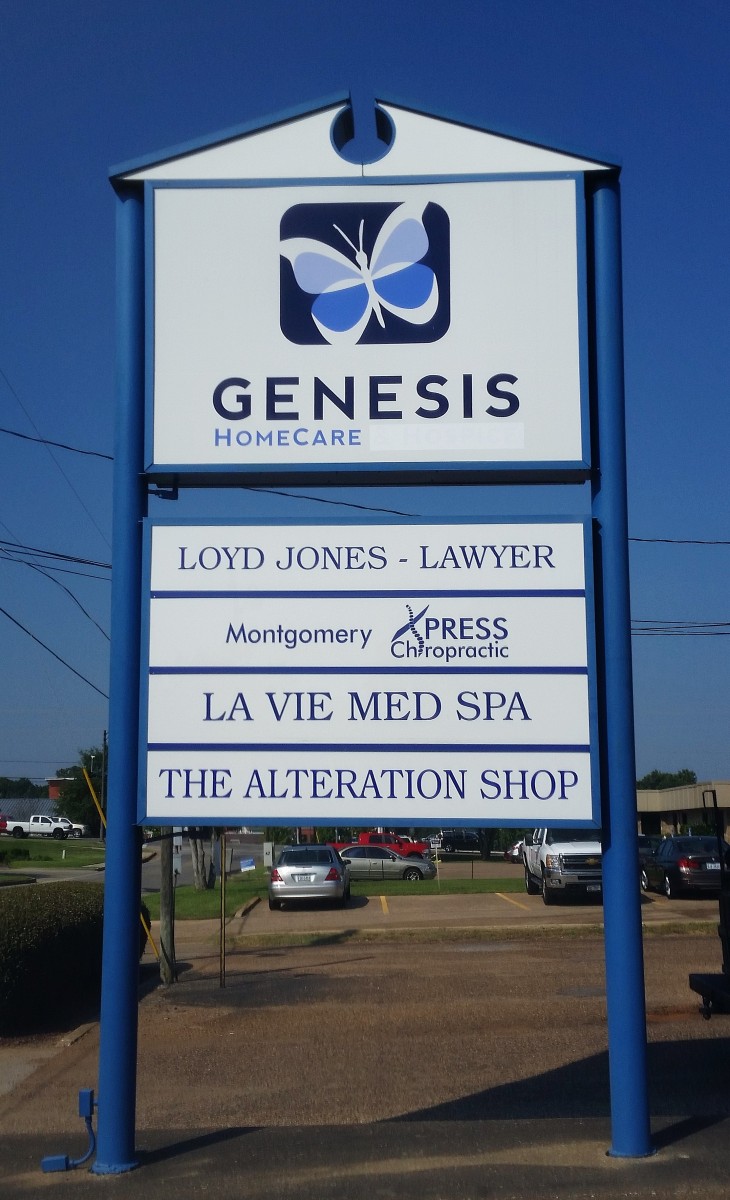 GENESIS
HOMECARE
LOYD JONES - LAWYER
Montgomery XPRESS
Chiropractic
LA VIE MED SPA
THE ALTERATION SHOP